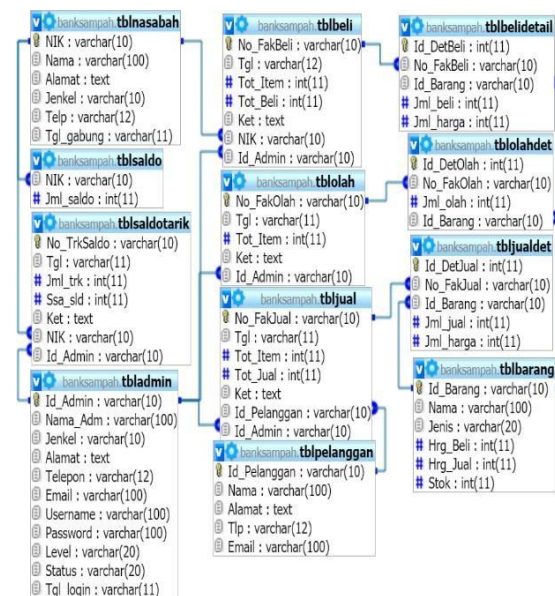 banksampah.tblnasabah
NIK : varchar(10)
Nama : varchar(100)
Alamat : text
Jenkel : varchar(10)
Telp : varchar(12)
Tgl_gabung : varchar(11)
banksampah.tblsaldo
NIK : varchar(10)
Jml_saldo : int(11)
banksampah.tblsaldotarik
No_TrkSaldo : varchar(10)
Tgl : varchar(11)
Jml_trk : int(11)
Ssa_sld : int(11)
Ket : text
NIK : varchar(10)
Id_Admin : varchar(10)
banksampah.tbladmin
Id_Admin : varchar(10)
Nama_Adm : varchar(100)
Jenkel : varchar(10)
Alamat : text
Telepon : varchar(12)
Email : varchar(100)
Username : varchar(100)
Password : varchar(100)
Level : varchar(20)
Status : varchar(20)
Tgl_login : varchar(11)
banksampah.tblbeli
No_FakBeli : varchar(10)
Tgl : varchar(12)
Tot_Item : int(11)
Tot_Beli : int(11)
Ket : text
NIK : varchar(10)
Id_Admin : varchar(10)
banksampah.tblolah
No_FakOlah : varchar(10)
Tgl : varchar(11)
Tot_Item : int(11)
Ket : text
Id_Admin : varchar(10)
banksampah.tbljual
No_FakJual : varchar(10)
Tgl : varchar(11)
Tot_Item : int(11)
Tot_Jual : int(11)
Ket : text
Id_Pelanggan : varchar(10)
Id_Admin : varchar(10)
banksampah.tblpelanggan
Id_Pelanggan : varchar(10)
Nama : varchar(100)
Alamat : text
Tlp : varchar(12)
Email : varchar(100)
banksampah.tblbelidetail
Id_DetBeli : int(11)
No_FakBeli : varchar(10)
Id_Barang : varchar(10)
Jml_beli : int(11)
Jml_harga : int(11)
banksampah.tblolahdet
Id_DetOlah : int(11)
No_FakOlah : varchar(10)
Jml_olah : int(11)
Id_Barang : varchar(10)
banksampah.tbljualdet
Id_DetJual : int(11)
No_FakJual : varchar(10)
Id_Barang : varchar(10)
Jml_jual : int(11)
Jml_harga : int(11)
banksampah.tblbarang
Id_Barang : varchar(10)
Nama : varchar(100)
Jenis : varchar(20)
Hrg_Beli : int(11)
Hrg_Jual : int(11)
Stok : int(11)